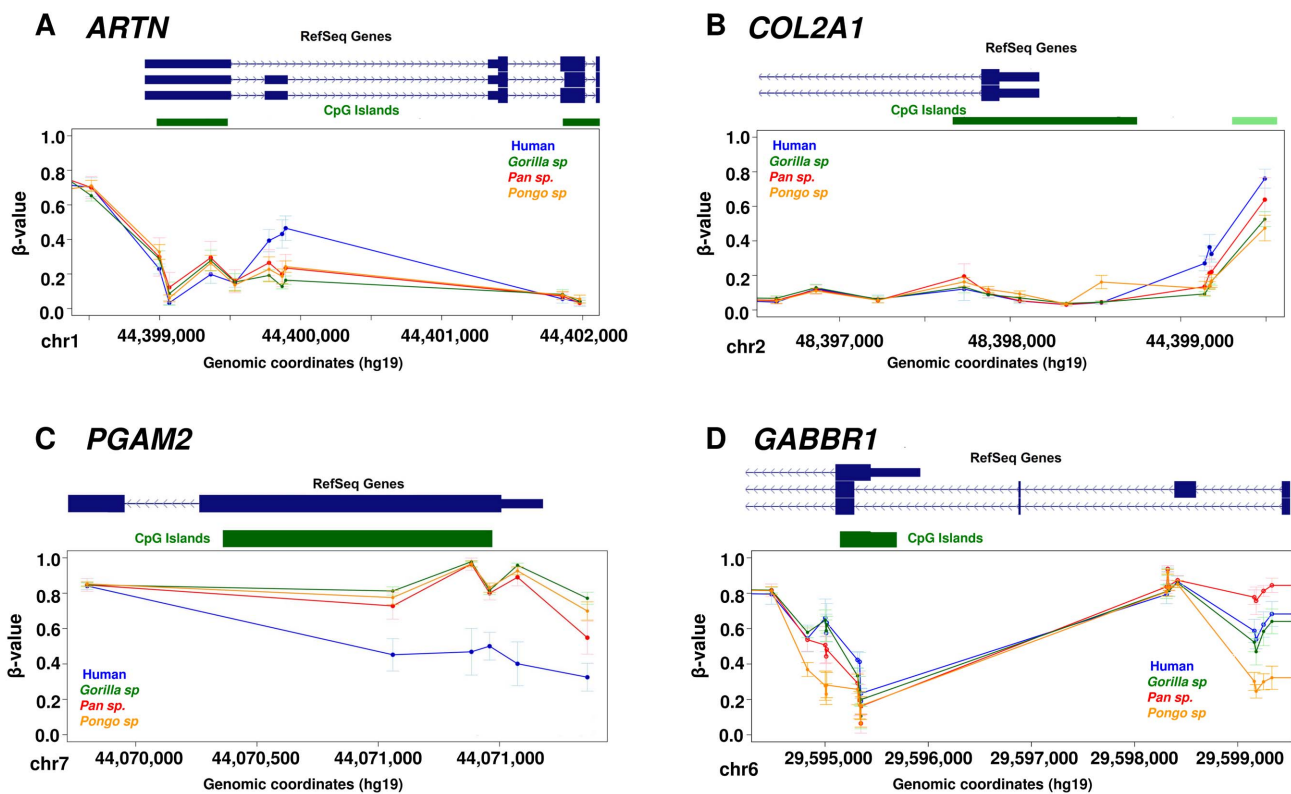 A ARTN
RefSeq Genes
CpG Islands
1.0
0.8
0.6
0.4
0.2
0.0
β-value
Human
Gorilla sp
Pan sp.
Pongo sp
chr1
44,399,000 44,400,000 44,401,000 44,402,000
Genomic coordinates (hg19)
B COL2A1
RefSeq Genes
CpG Islands
1.0
0.8
0.6
0.4
0.2
0.0
β-value
Human
Gorilla sp
Pan sp.
Pongo sp
chr2
48,397,000 48,398,000 44,399,000
Genomic coordinates (hg19)
C PGAM2
RefSeq Genes
CpG Islands
1.0
0.8
0.6
0.4
0.2
0.0
β-value
Human
Gorilla sp
Pan sp.
Pongo sp
chr7
44,070,000 44,070,500 44,071,000 44,071,000
Genomic coordinates (hg19)
D GABBR1
RefSeq Genes
CpG Islands
1.0
0.8
0.6
0.4
0.2
0.0
β-value
Human
Gorilla sp
Pan sp.
Pongo sp
chr6
29,595,000 29,596,000 29,597,000 29,598,000 29,599,000
Genomic coordinates (hg19)